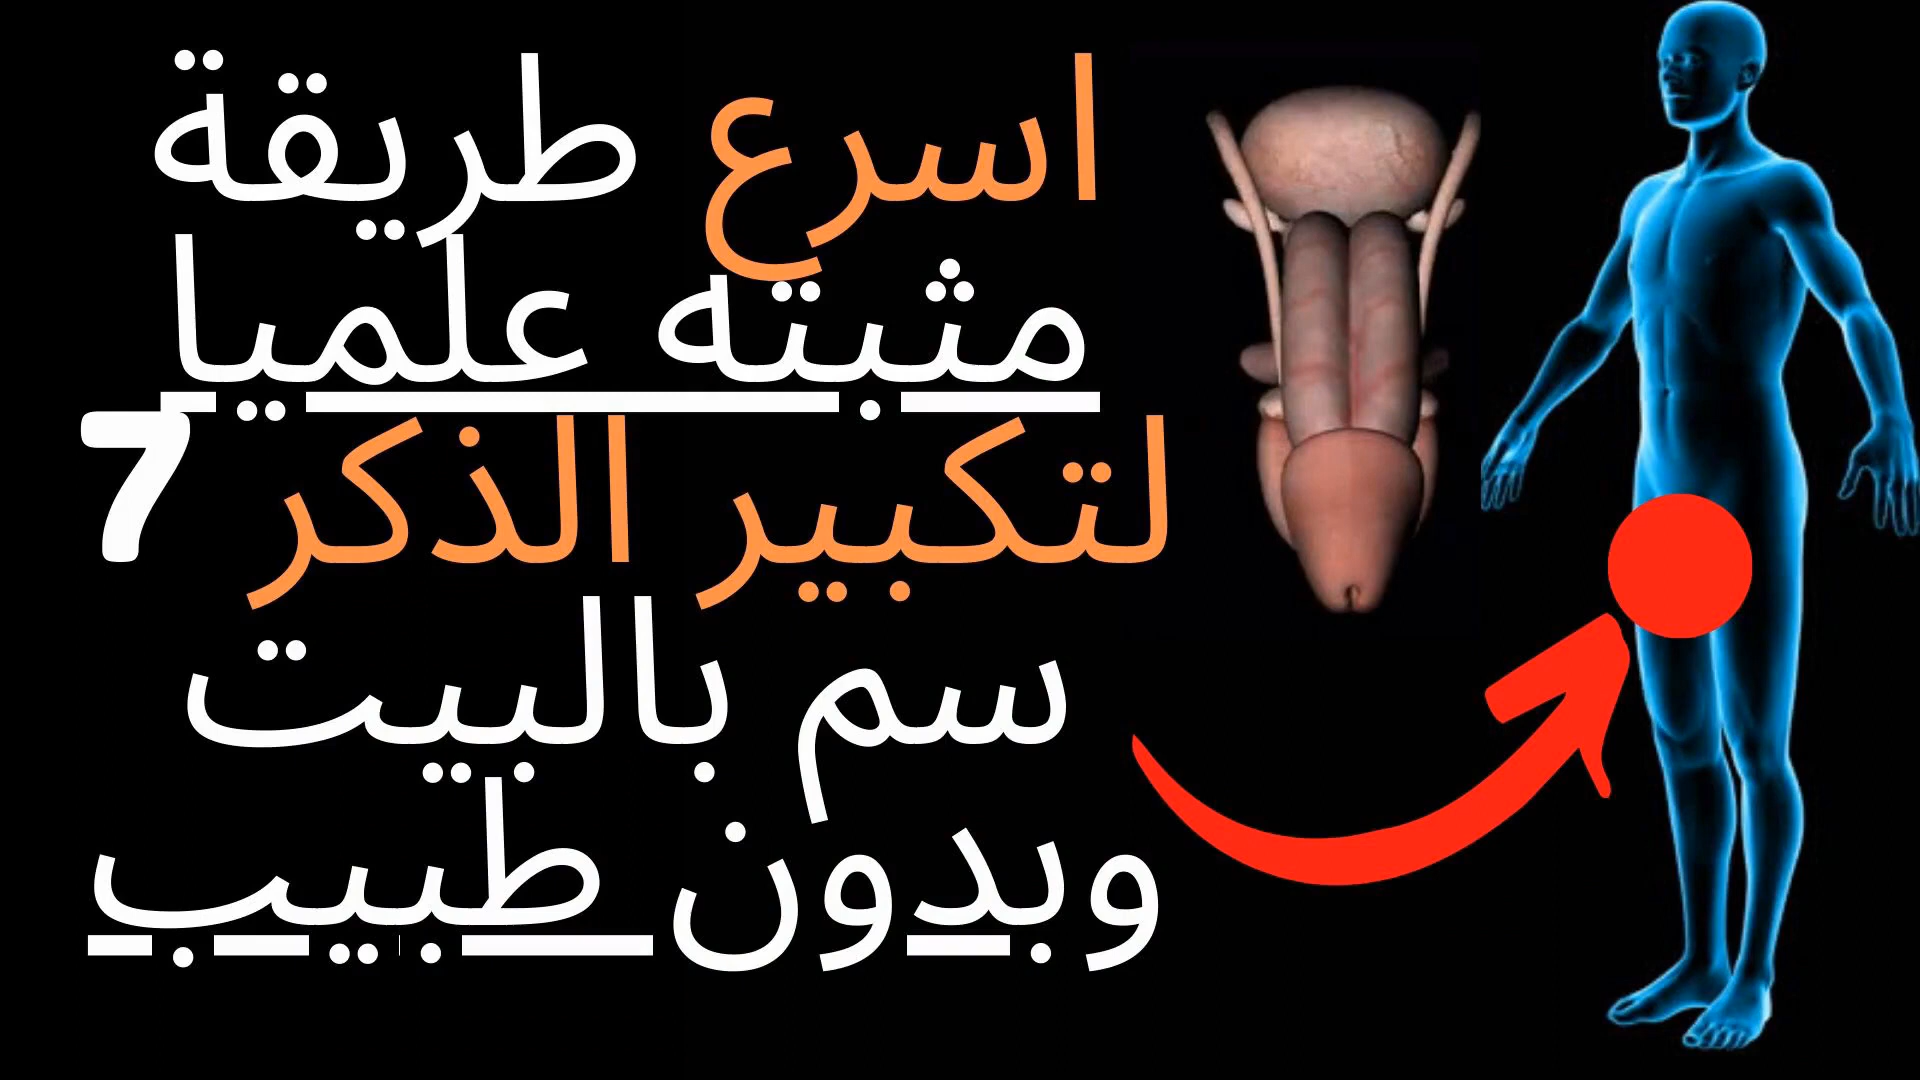 اسرع طريقة
مثبته علميا
لتكبير الذكر 7
سم بالبيت
وبدون طبيب